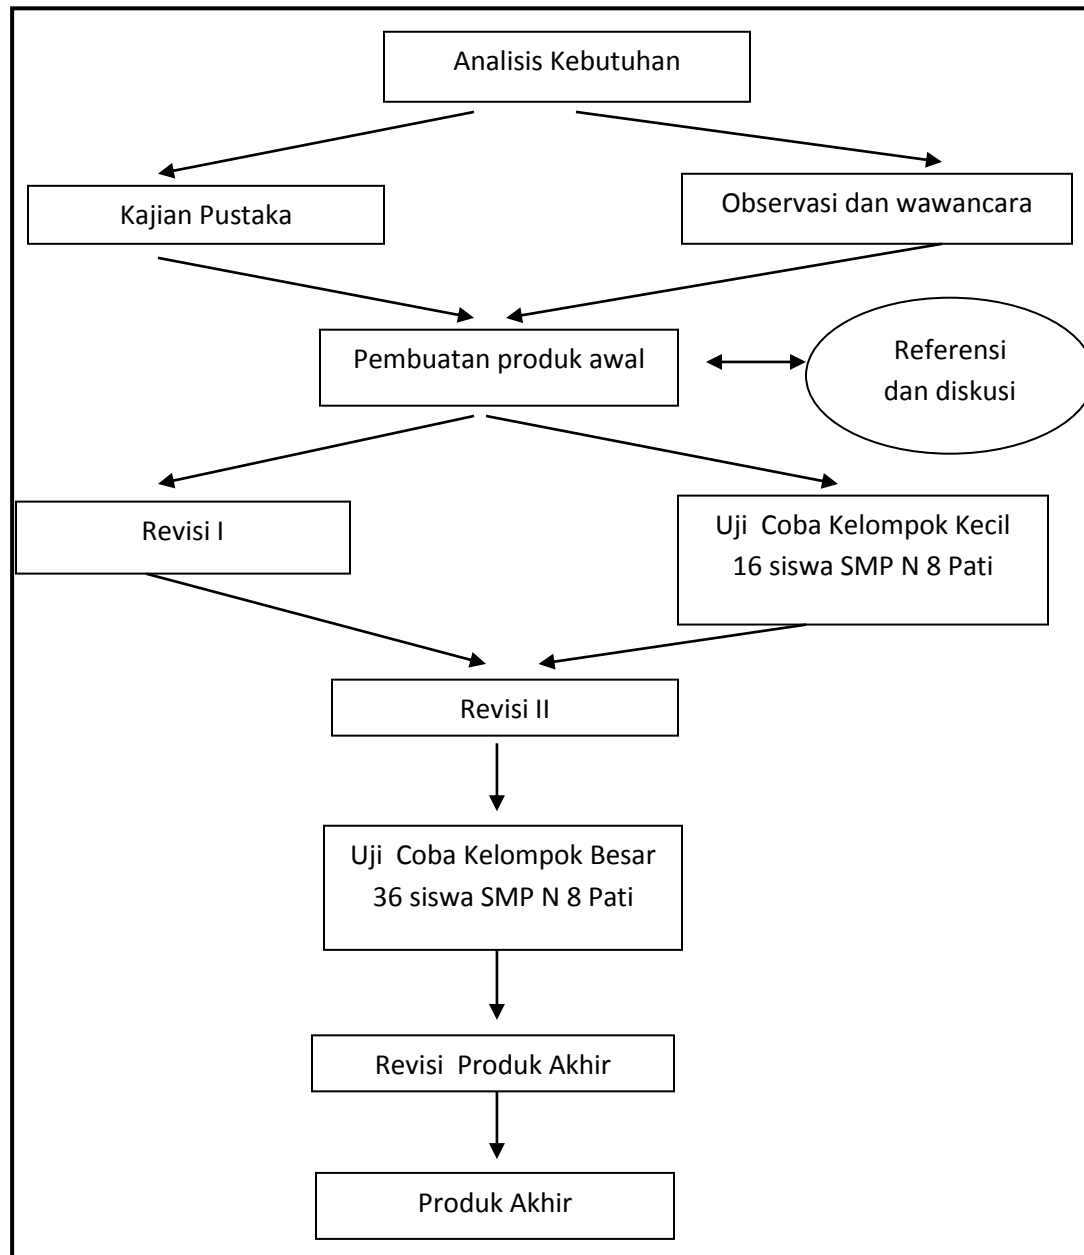 Analisis Kebutuhan
Kajian Pustaka
Observasi dan wawancara
Pembuatan produk awal
Referensi
dan diskusi
Revisi I
Uji Coba Kelompok Kecil
16 siswa SMP N 8 Pati
Revisi II
Uji Coba Kelompok Besar
36 siswa SMP N 8 Pati
Revisi Produk Akhir
Produk Akhir